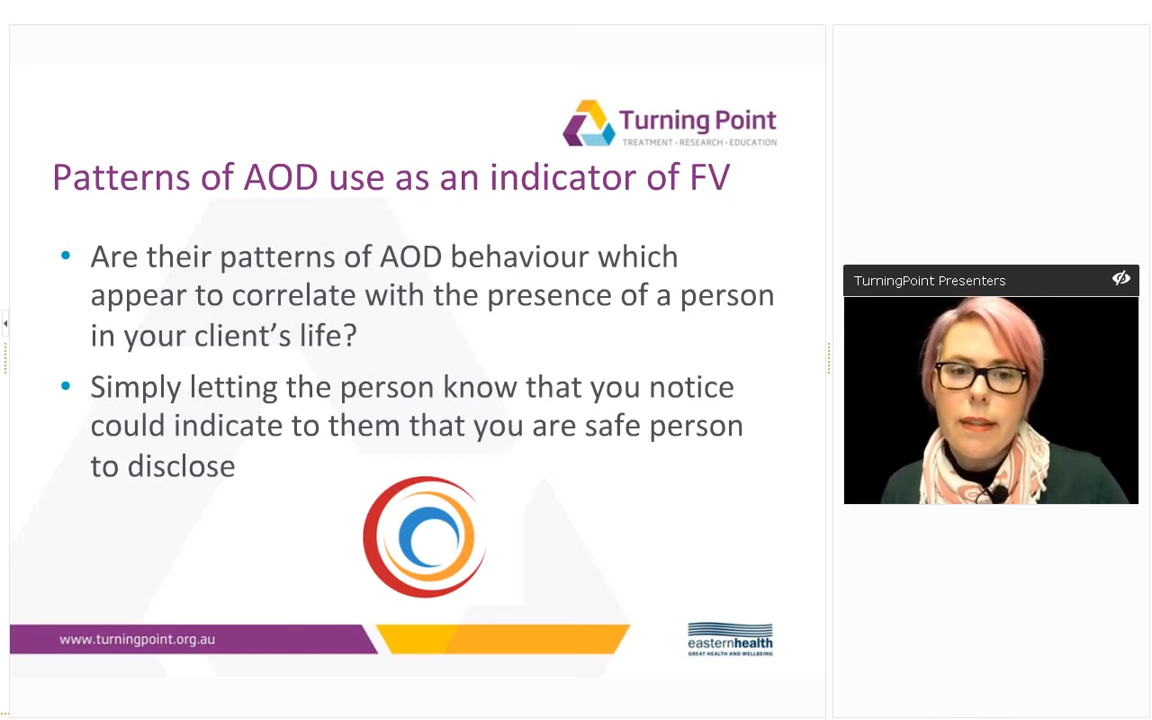 Turning Point
TREATMENT • RESEARCH • EDUCATION
Patterns of AOD use as an indicator of FV
• Are their patterns of AOD behaviour which
appear to correlate with the presence of a person
in your client's life?
• Simply letting the person know that you notice
could indicate to them that you are safe person
to disclose
www.turningpoint.org.au
easternhealth
GREAT HEALTH AND WELLBEING
TurningPoint Presenters